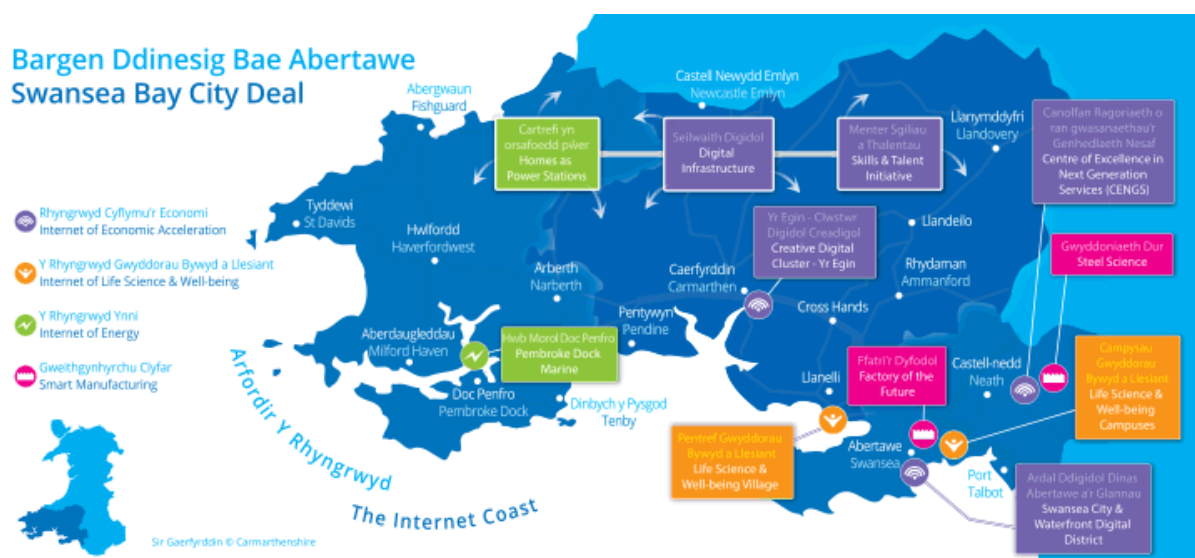 Bargen Ddinesig Bae Abertawe
Swansea Bay City Deal
Abergwaun
Fishguard
Castell Newydd Emlyn
Newcastle Emlyn
Llanymddyfri
Llandovery
Canolfan Ragoriaeth o
ran gwasanaethau'r
Genhedlaeth Nesaf
Centre of Excellence in
Next Generation
Services (CENGS)
Cartrefi yn
orsafoedd pŵer
Homes as
Power Stations
Seilwaith Digidol
Digital
Infrastructure
Menter Sgiliau
a Thalentau
Skills & Talent
Initiative
Tyddewi
St Davids
Hwlfordd
Haverfordwest
Yr Egin - Clwstwr
Digidol Creadigol
Creative Digital
Cluster - Yr Egin
Llandeilo
Gwyddoniaeth Dur
Steel Science
Rhyngrwyd Cyflymu'r Economi
Internet of Economic Acceleration
Y Rhyngrwyd Gwyddorau Bywyd a Llesiant
Internet of Life Science & Well-being
Y Rhyngrwyd Ynni
Internet of Energy
Gweithgynhyrchu Clyfar
Smart Manufacturing
Arberth
Narberth
Caerfyrddin
Carmarthen
Rhydaman
Ammanford
Cross Hands
Pentywyn
Pendine
Aberdaugleddau
Milford Haven
Hwb Morol Doc Penfro
Pembroke Dock
Marine
Doc Penfro
Pembroke Dock
Dinbych y Pysgod
Tenby
Llanelli
Ffatri'r Dyfodol
Factory of the
Future
Castell-nedd
Neath
Campysau
Gwyddorau
Bywyd a Llesiant
Life Science &
Well-being
Campuses
Pentref Gwyddorau
Bywyd a Llesiant
Life Science &
Well-being Village
Abertawe
Swansea
Port
Talbot
Ardal Ddigidol Dinas
Abertawe a'r Glannau
Swansea City &
Waterfront Digital
District
Arfordir Y Rhyngrwyd
The Internet Coast
Sir Gaerfyrddin © Carmarthenshire